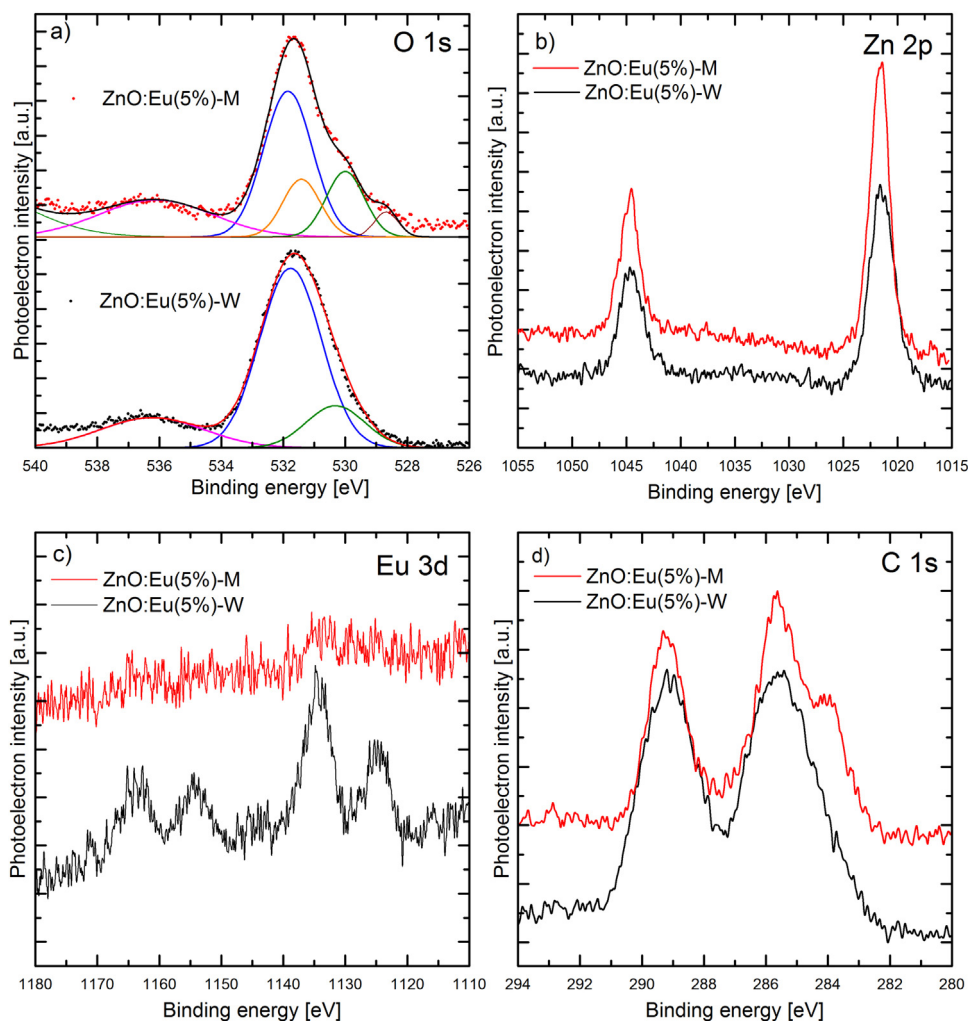 a)
O 1s
ZnO:Eu(5%)-M
ZnO:Eu(5%)-W
Photoelectron intensity [a.u.]
540 538 536 534 532 530 528 526
Binding energy [eV]
b)
Zn 2p
ZnO:Eu(5%)-M
ZnO:Eu(5%)-W
Photonelectron intensity [a.u.]
1055 1050 1045 1040 1035 1030 1025 1020 1015
Binding energy [eV]
c)
Eu 3d
ZnO:Eu(5%)-M
ZnO:Eu(5%)-W
Photoelectron intensity [a.u.]
1180 1170 1160 1150 1140 1130 1120 1110
Binding energy [eV]
d)
C 1s
ZnO:Eu(5%)-M
ZnO:Eu(5%)-W
Photoelectron intensity [a.u.]
294 292 290 288 286 284 282 280
Binding energy [eV]